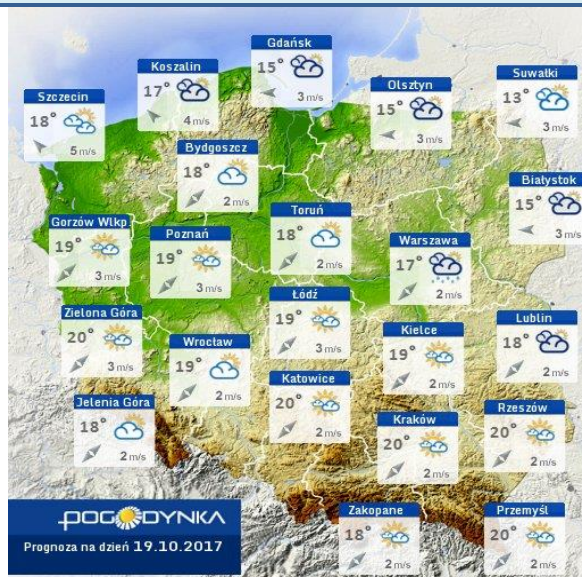 Gdańsk
15°
3 m/s
Koszalin
17°
4 m/s
Suwałki
13°
3 m/s
Olsztyn
15°
3 m/s
Szczecin
18°
5 m/s
Bydgoszcz
18°
2 m/s
Białystok
15°
3 m/s
Toruń
18°
2 m/s
Gorzów Wlkp
19°
3 m/s
Poznań
19°
3 m/s
Warszawa
17°
2 m/s
Łódź
19°
3 m/s
Zielona Góra
20°
3 m/s
Lublin
18°
2 m/s
Kielce
19°
2 m/s
Wrocław
19°
2 m/s
Katowice
20°
2 m/s
Jelenia Góra
18°
2 m/s
Rzeszów
20°
2 m/s
Kraków
20°
2 m/s
POGODYNKA
Prognoza na dzień 19.10.2017
Zakopane
18°
2 m/s
Przemyśl
20°
2 m/s